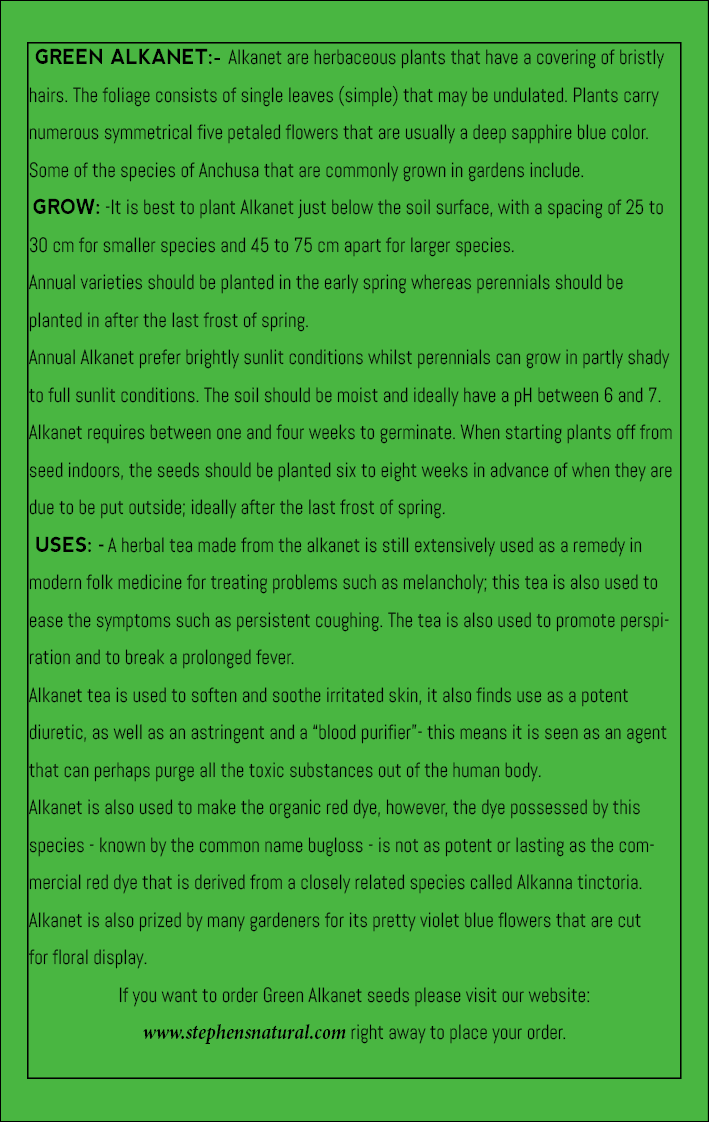 GREEN ALKANET:- Alkanet are herbaceous plants that have a covering of bristly
hairs. The foliage consists of single leaves (simple) that may be undulated. Plants carry
numerous symmetrical five petaled flowers that are usually a deep sapphire blue color.
Some of the species of Anchusa that are commonly grown in gardens include.
GROW: -It is best to plant Alkanet just below the soil surface, with a spacing of 25 to
30 cm for smaller species and 45 to 75 cm apart for larger species.
Annual varieties should be planted in the early spring whereas perennials should be
planted in after the last frost of spring.
Annual Alkanet prefer brightly sunlit conditions whilst perennials can grow in partly shady
to full sunlit conditions. The soil should be moist and ideally have a pH between 6 and 7.
Alkanet requires between one and four weeks to germinate. When starting plants off from
seed indoors, the seeds should be planted six to eight weeks in advance of when they are
due to be put outside; ideally after the last frost of spring.
USES: - A herbal tea made from the alkanet is still extensively used as a remedy in
modern folk medicine for treating problems such as melancholy; this tea is also used to
ease the symptoms such as persistent coughing. The tea is also used to promote perspi-
ration and to break a prolonged fever.
Alkanet tea is used to soften and soothe irritated skin, it also finds use as a potent
diuretic, as well as an astringent and a “blood purifier”- this means it is seen as an agent
that can perhaps purge all the toxic substances out of the human body.
Alkanet is also used to make the organic red dye, however, the dye possessed by this
species - known by the common name bugloss - is not as potent or lasting as the com-
mercial red dye that is derived from a closely related species called Alkanna tinctoria.
Alkanet is also prized by many gardeners for its pretty violet blue flowers that are cut
for floral display.
If you want to order Green Alkanet seeds please visit our website:
www.stephensnatural.com right away to place your order.